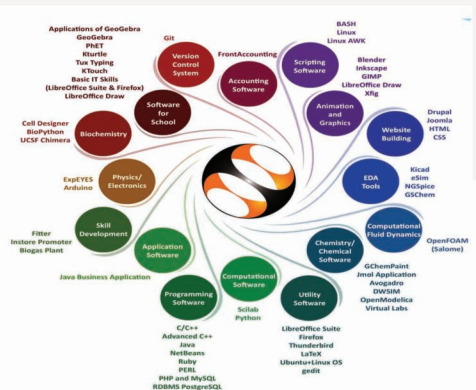 Applications of GeoGebra
GeoGebra
PhET
Kturtle
Tux Typing
KTouch
Basic IT Skills
(LibreOffice Suite & Firefox)
LibreOffice Draw
Software
for
School
Git
Version
Control
System
FrontAccounting
Accounting
Software
BASH
Linux
Linux AWK
Scripting
Software
Blender
Inkscape
GIMP
LibreOffice Draw
Xfig
Animation
and
Graphics
Drupal
Joomla
HTML
CSS
Website
Building
Kicad
eSim
NGSpice
GSChem
EDA
Tools
OpenFOAM
(Salome)
Computational
Fluid Dynamics
GChemPaint
Jmol Application
Avogadro
DWSIM
OpenModelica
Virtual Labs
Chemistry/
Chemical
Software
LibreOffice Suite
Firefox
Thunderbird
LaTeX
Ubuntu+Linux OS
gedit
Utility
Software
Scilab
Python
Computational
Software
C/C++
Advanced C++
Java
NetBeans
Ruby
PERL
PHP and MySQL
RDBMS PostgreSQL
Programming
Software
Java Business Application
Application
Software
Fitter
Instore Promoter
Biogas Plant
Skill
Development
ExpEYES
Arduino
Physics/
Electronics
Cell Designer
BioPython
UCSF Chimera
Biochemistry